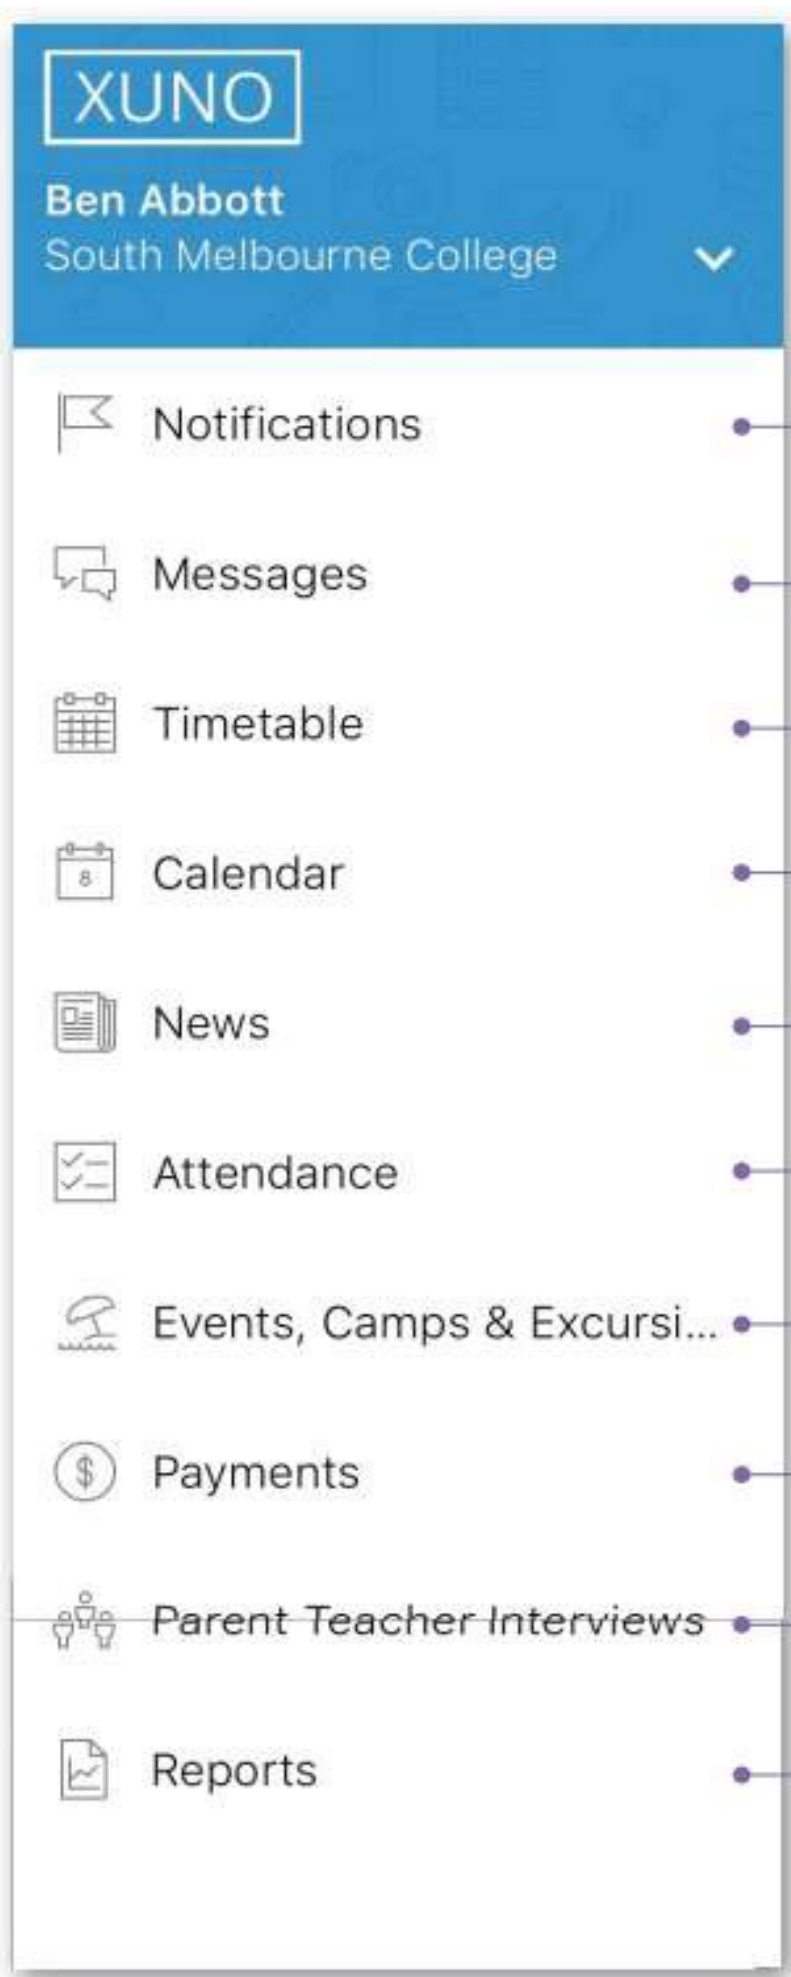 XUNO
Ben Abbott
South Melbourne College
Notifications
Messages
Timetable
8
Calendar
News
Attendance
Events, Camps & Excursi...
$
Payments
Parent Teacher Interviews
Reports